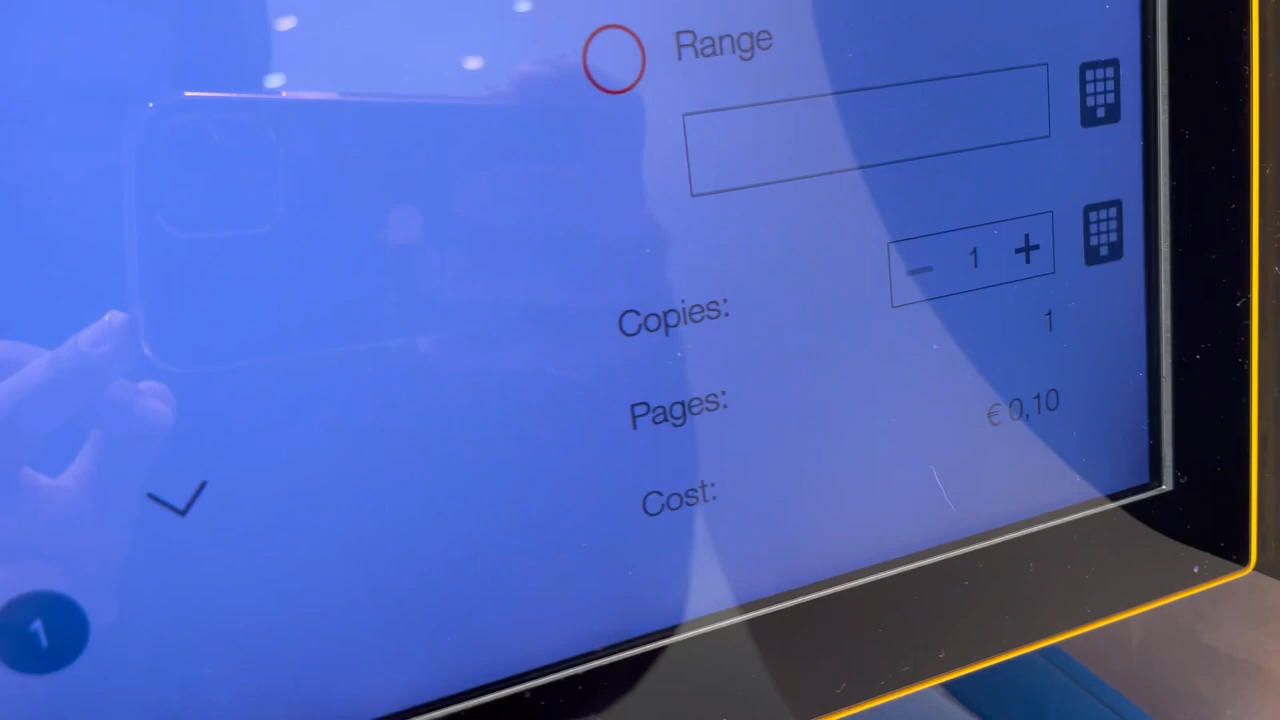 Range
- 1 +
Copies:
1
Pages:
€ 0,10
Cost:
1